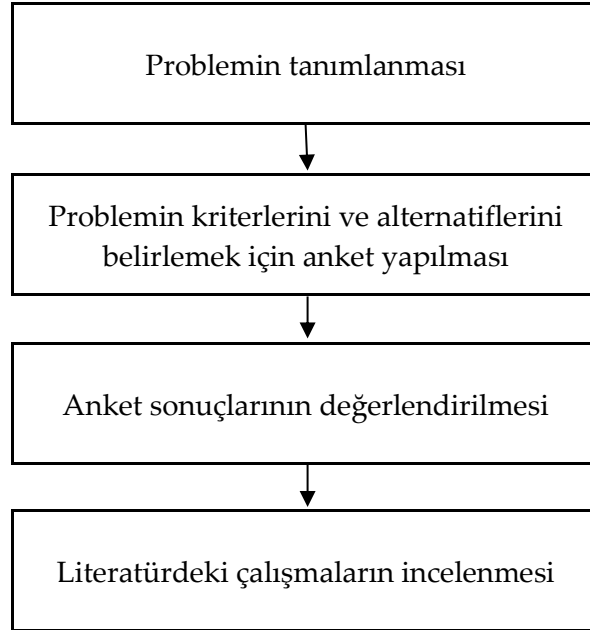 Problemin tanımlanması
Problemin kriterlerini ve alternatiflerini
belirlemek için anket yapılması
Anket sonuçlarının değerlendirilmesi
Literatürdeki çalışmaların incelenmesi